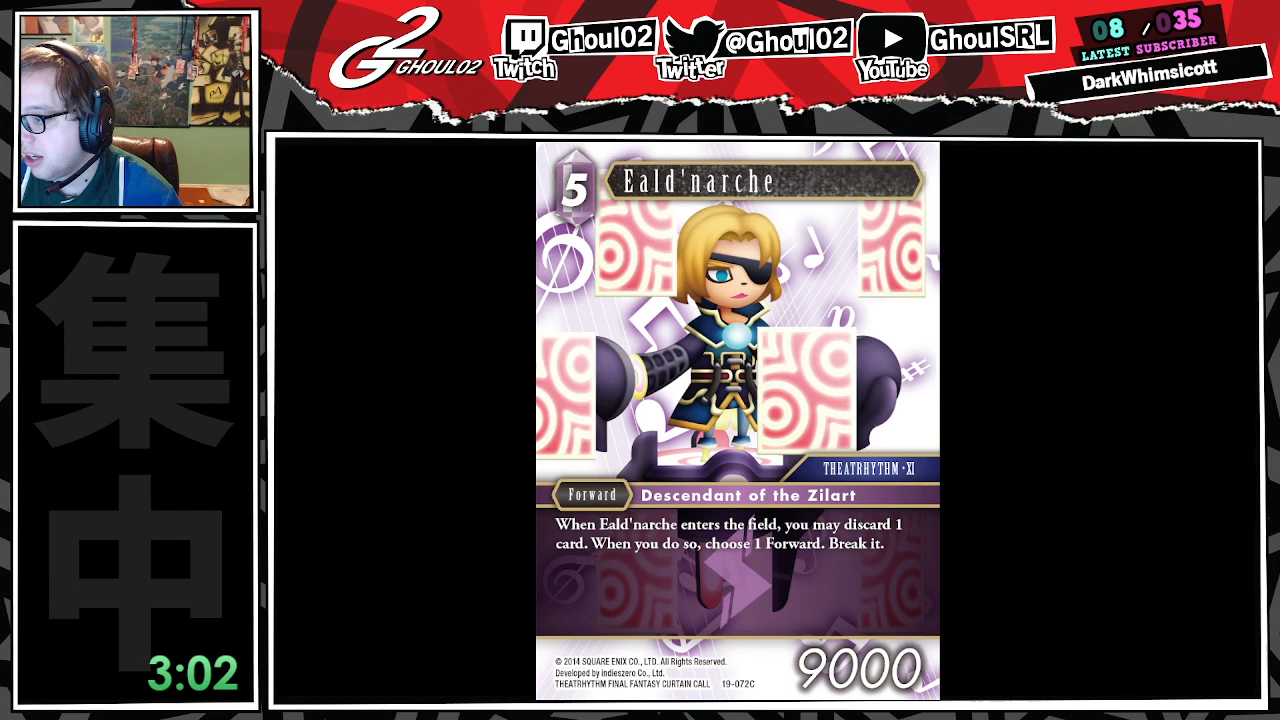 G2
GHOUL02
Ghoul02
Twitch
@Ghoul02
Twitter
GhoulSRL
YouTube
08 / 035
LATEST SUBSCRIBER
DarkWhimsicott
集
中
3:02
5
Eald'narche
p
THEATRHYTHM·XI
Forward
Descendant of the Zilart
When Eald'narche enters the field, you may discard 1
card. When you do so, choose 1 Forward. Break it.
© 2014 SQUARE ENIX CO., LTD. All Rights Reserved.
Developed by indieszero Co., Ltd.
THEATRHYTHM FINAL FANTASY CURTAIN CALL 19-072C
9000